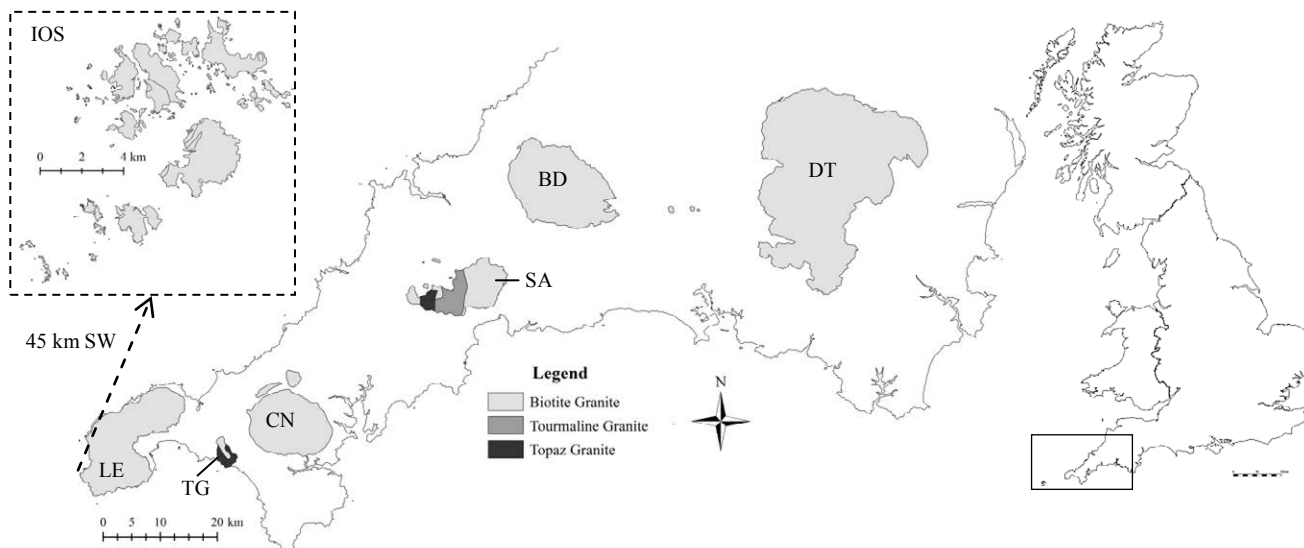 IOS
0 2 4 km
45 km SW
LE
TG
CN
0 10 20 km
SA
BD
DT
Legend
Biotite Granite
Tourmaline Granite
Topaz Granite
N